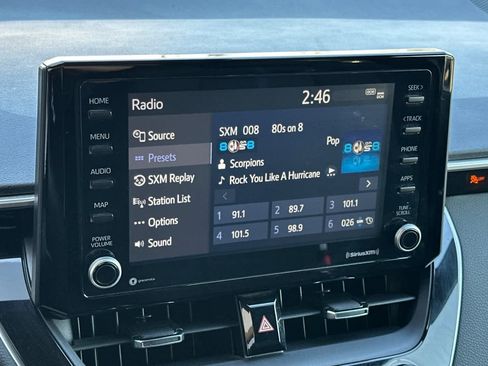 HOME
MENU
AUDIO
MAP
POWER
VOLUME
Radio
2:46
Source
Presets
SXM Replay
Station List
Options
Sound
SXM 008 80s on 8
Pop
Scorpions
Rock You Like A Hurricane
1 91.1 2 89.7 3 101.1
4 101.5 5 98.9 6 026
SiriusXM
SEEK >
< TRACK
PHONE
APPS
TUNE
SCROLL